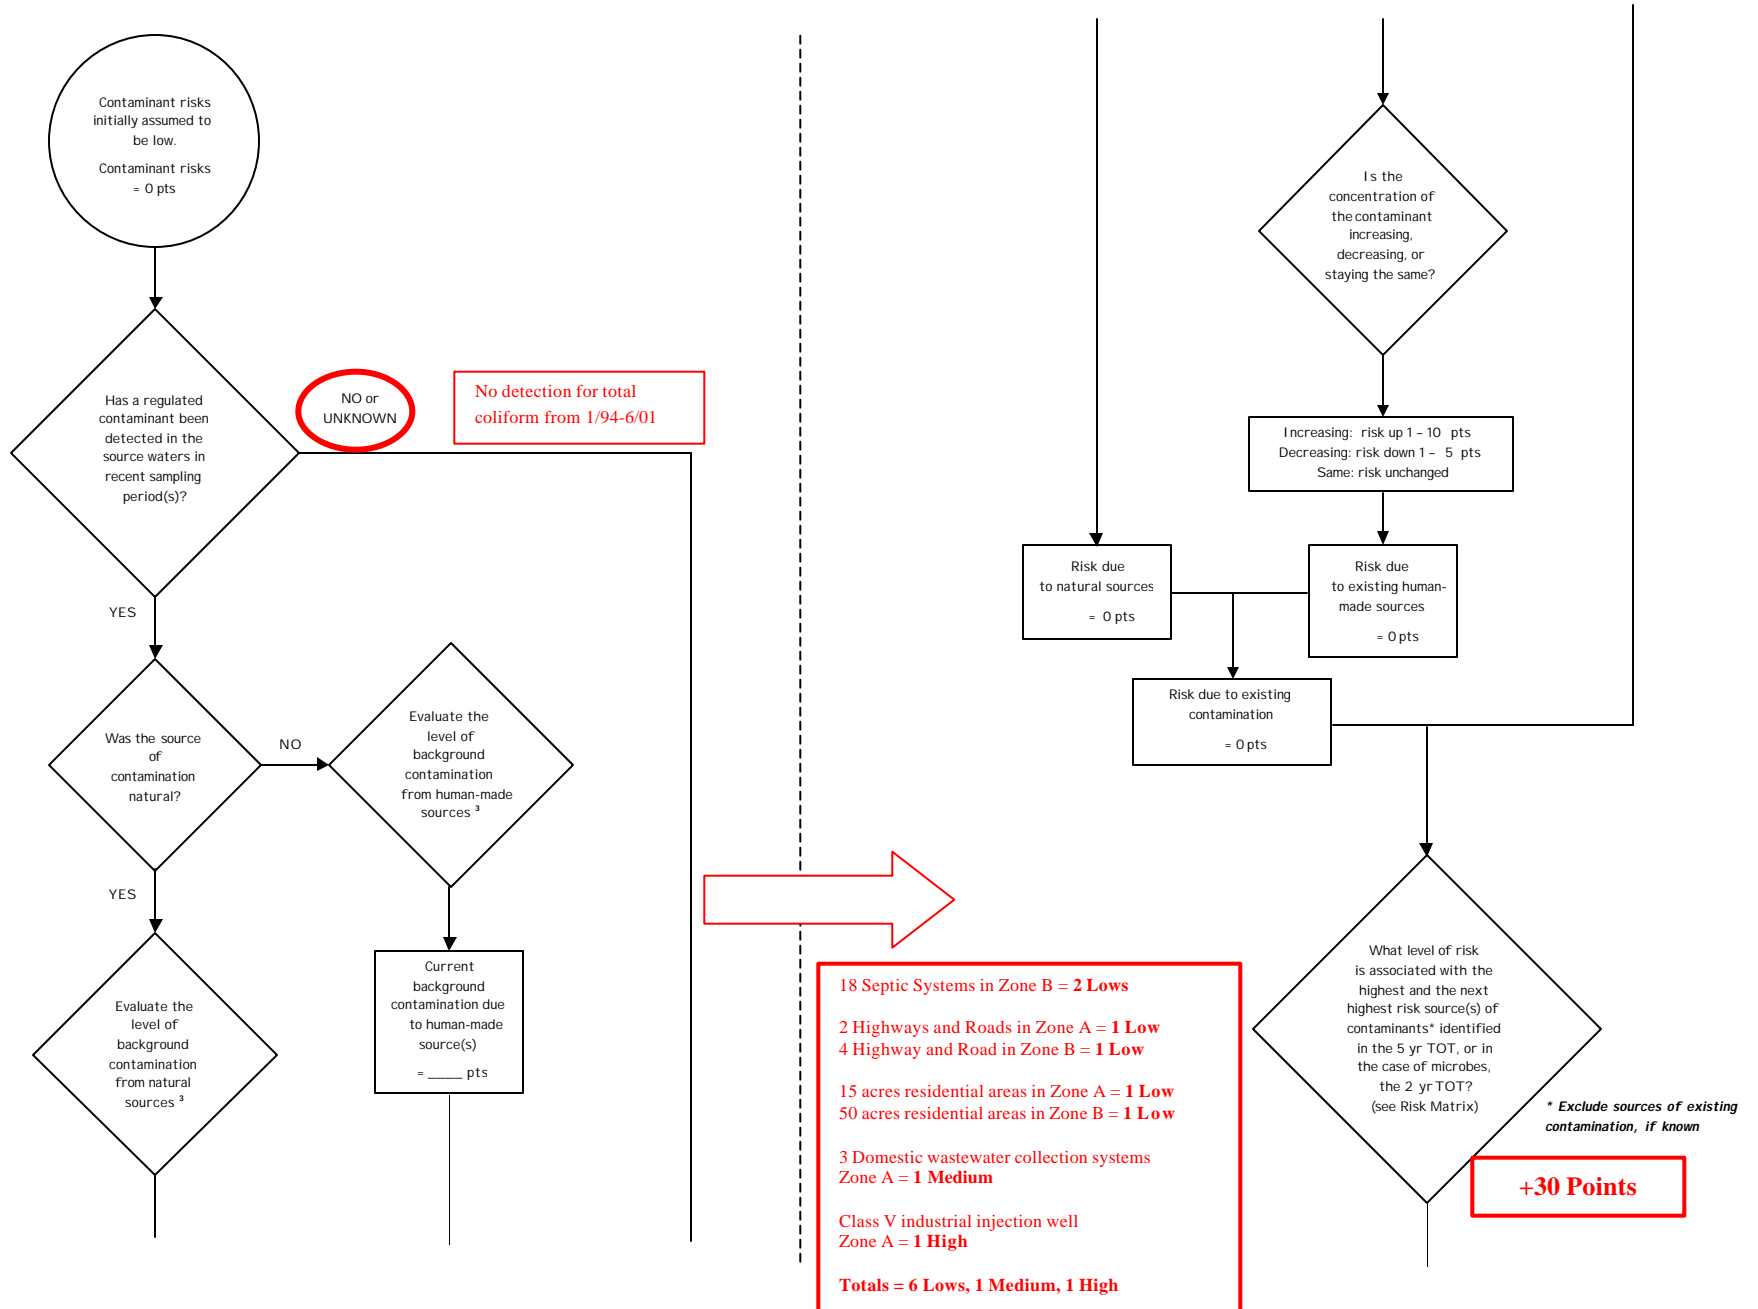 Contaminant risks
initially assumed to
be low.
Contaminant risks
= 0 pts
Has a regulated
contaminant been
detected in the
source waters in
recent sampling
period(s)?
NO or
UNKNOWN
No detection for total
coliform from 1/94-6/01
YES
Was the source
of
contamination
natural?
NO
Evaluate the
level of
background
contamination
from human-made
sources ³
YES
Evaluate the
level of
background
contamination
from natural
sources ³
Current
background
contamination due
to human-made
source(s)
= ____ pts
Is the
concentration of
the contaminant
increasing,
decreasing, or
staying the same?
Increasing: risk up 1 – 10 pts
Decreasing: risk down 1 – 5 pts
Same: risk unchanged
Risk due
to natural sources
= 0 pts
Risk due
to existing human-
made sources
= 0 pts
Risk due to existing
contamination
= 0 pts
What level of risk
is associated with the
highest and the next
highest risk source(s) of
contaminants* identified
in the 5 yr TOT, or in
the case of microbes,
the 2 yr TOT?
(see Risk Matrix)
* Exclude sources of existing
contamination, if known
+30 Points
18 Septic Systems in Zone B = 2 Lows
2 Highways and Roads in Zone A = 1 Low
4 Highway and Road in Zone B = 1 Low
15 acres residential areas in Zone A = 1 Low
50 acres residential areas in Zone B = 1 Low
3 Domestic wastewater collection systems
Zone A = 1 Medium
Class V industrial injection well
Zone A = 1 High
Totals = 6 Lows, 1 Medium, 1 High